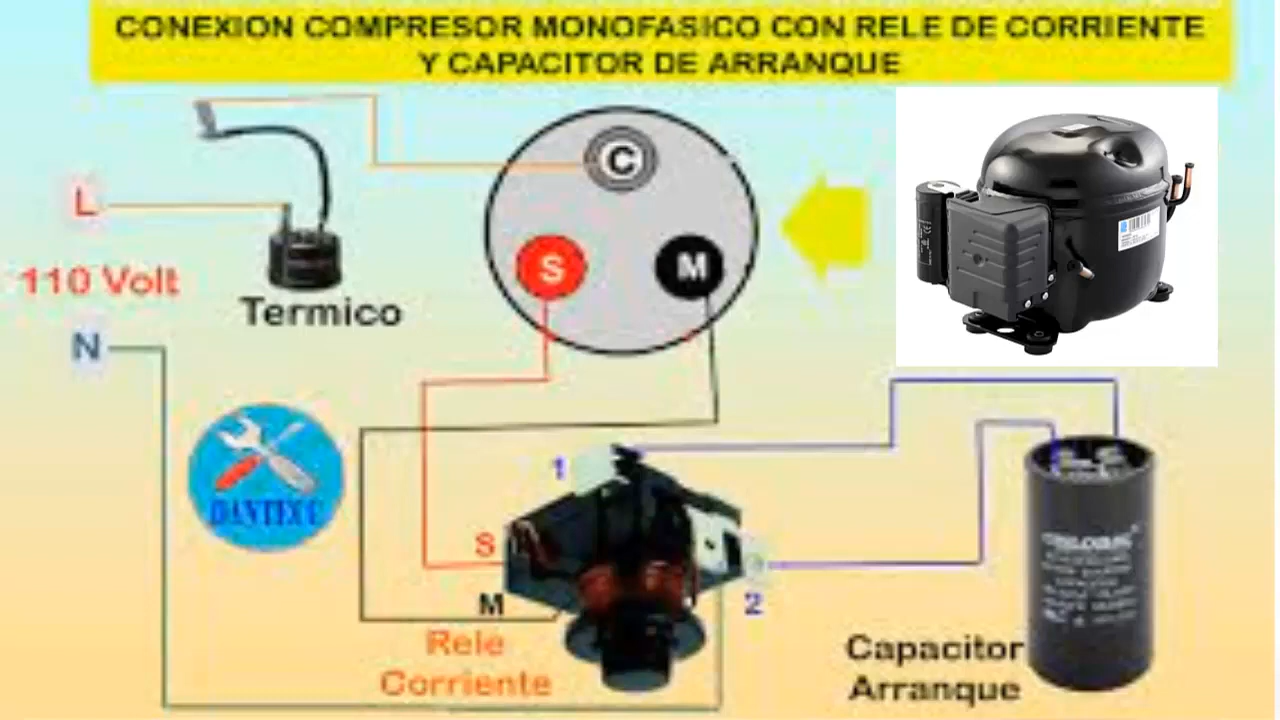 CONEXION COMPRESOR MONOFASICO CON RELE DE CORRIENTE
Y CAPACITOR DE ARRANQUE
C
L
S
M
110 Volt
Termico
N
1
S
M
2
Rele
Corriente
Capacitor
Arranque